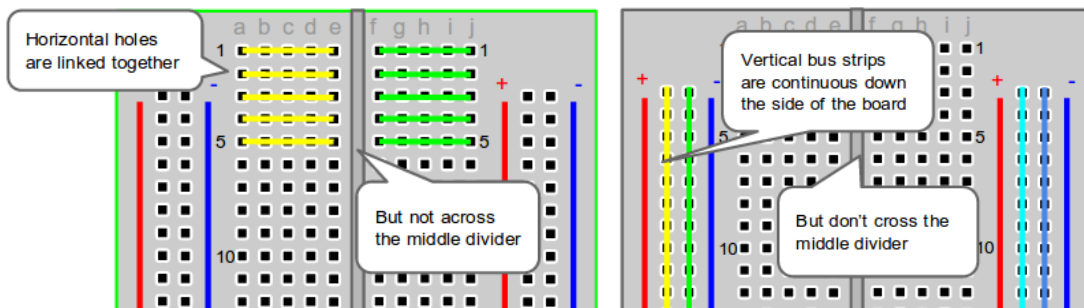 a b c d e
f g h i j
Horizontal holes
are linked together
1
1
+
-
+
-
5
5
But not across
the middle divider
10
a b c d e
f g h i j
1
Vertical bus strips
are continuous down
the side of the board
+
-
+
-
5
5
But don't cross the
middle divider
10
10